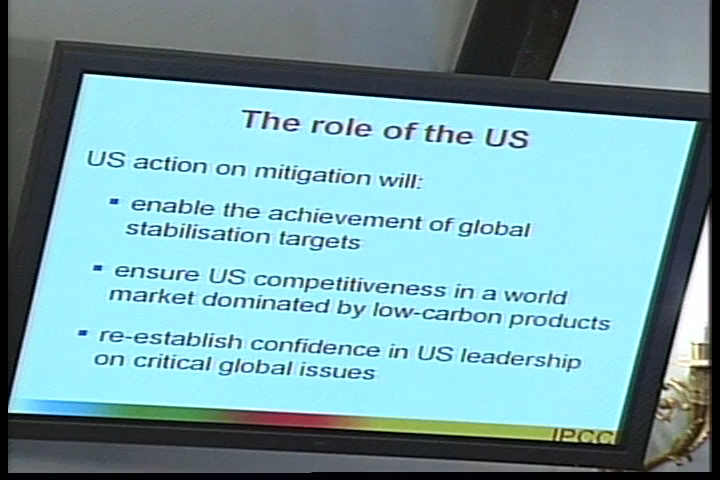 The role of the US
US action on mitigation will:
▪ enable the achievement of global
stabilisation targets
▪ ensure US competitiveness in a world
market dominated by low-carbon products
▪ re-establish confidence in US leadership
on critical global issues
IPCC